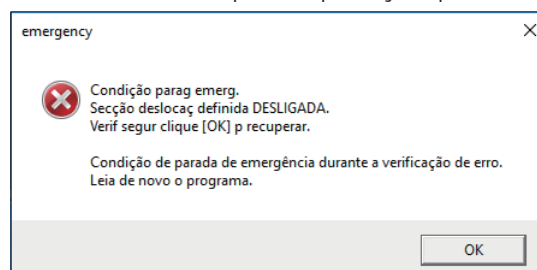 emergency
Condição parag emerg.
Secção deslocaç definida DESLIGADA.
Verif segur clique [OK] p recuperar.
Condição de parada de emergência durante a verificação de erro.
Leia de novo o programa.
OK